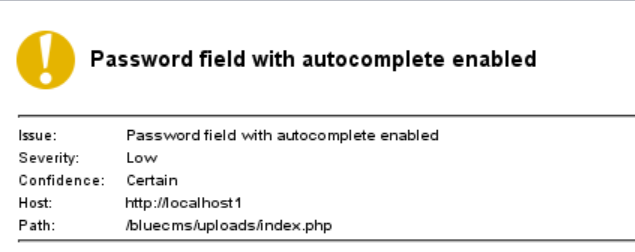 Password field with autocomplete enabled
Issue: Password field with autocomplete enabled
Severity: Low
Confidence: Certain
Host: http://localhost1
Path: /bluecms/uploads/index.php